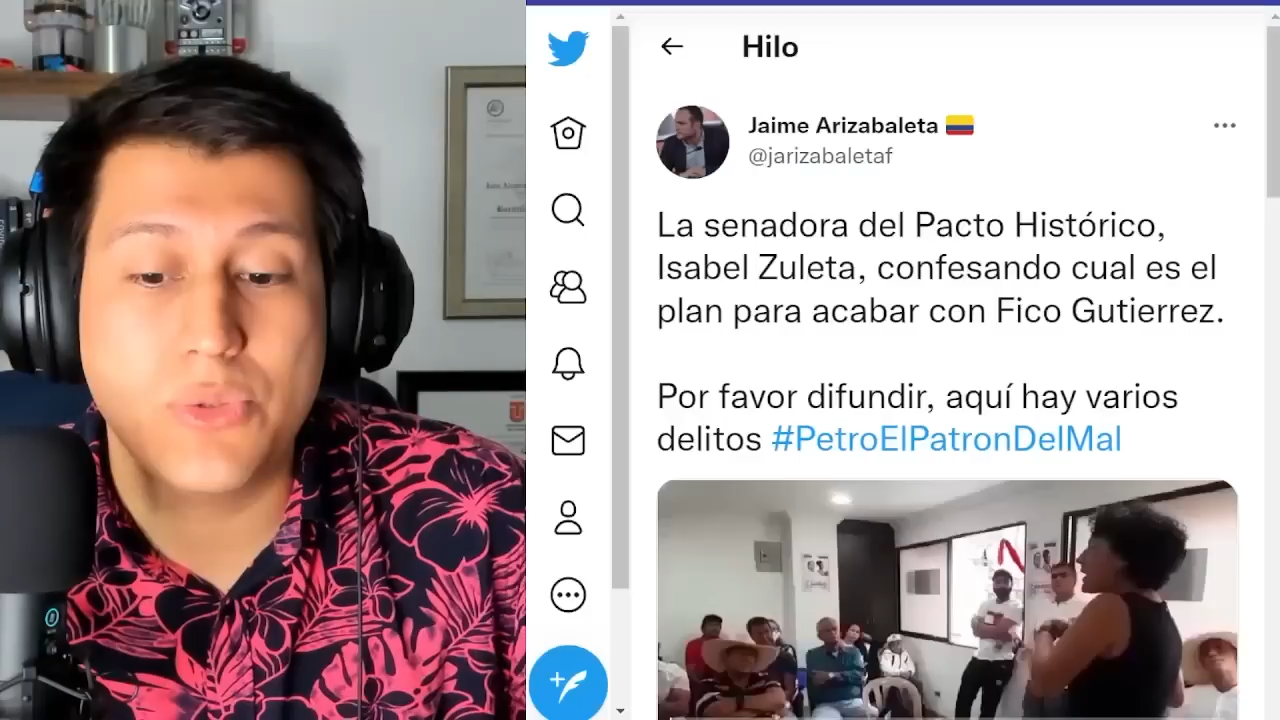 Hilo
Jaime Arizabaleta
@jarizabaletaf
La senadora del Pacto Histórico,
Isabel Zuleta, confesando cual es el
plan para acabar con Fico Gutierrez.
Por favor difundir, aquí hay varios
delitos #PetroElPatronDelMal